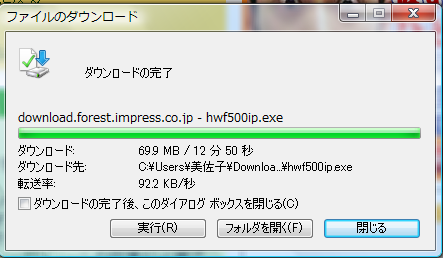 ファイルのダウンロード
ダウンロードの完了
download.forest.impress.co.jp - hwf500ip.exe
ダウンロード: 69.9 MB / 12 分 50 秒
ダウンロード先: C:¥Users¥美佐子¥Downloa...¥hwf500ip.exe
転送率: 92.2 KB/秒
ダウンロードの完了後、このダイアログ ボックスを閉じる(C)
実行(R) フォルダを開く(F) 閉じる